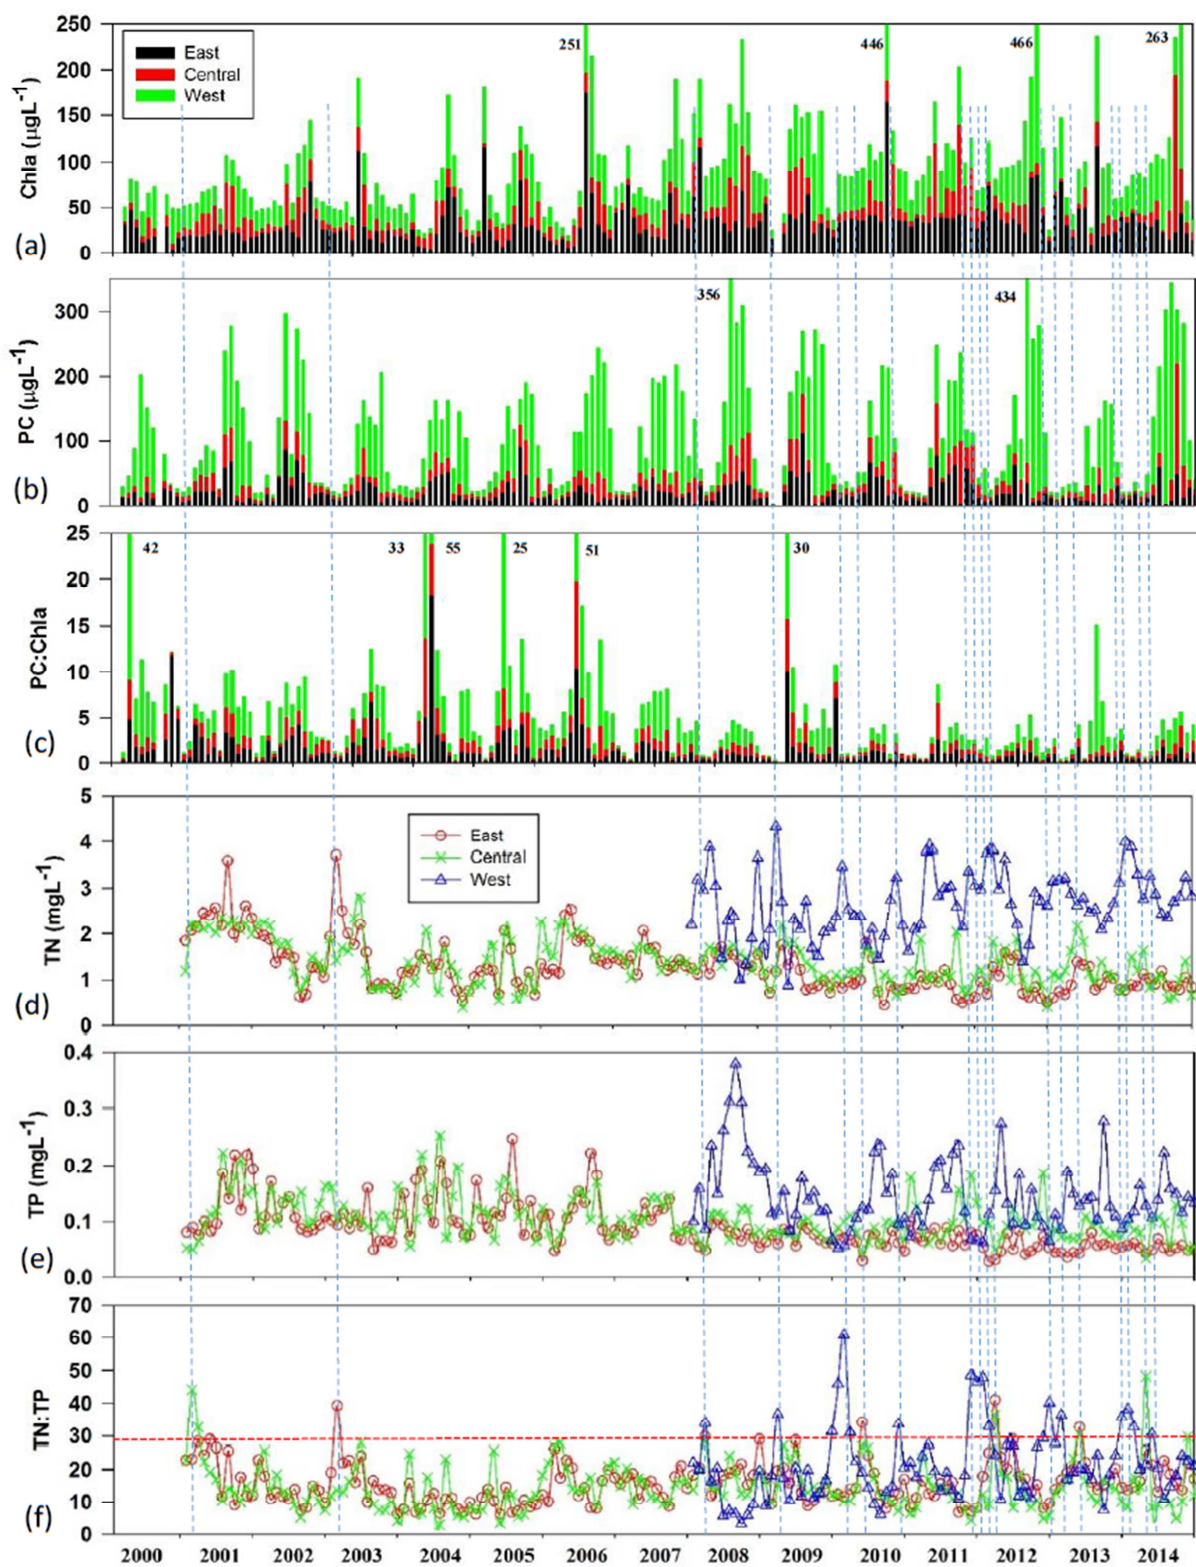 250
200
150
100
50
0
Chla (µgL⁻¹)
(a)
East
Central
West
251
446
466
263
300
200
100
0
PC (µgL⁻¹)
(b)
356
434
25
20
15
10
5
0
PC:Chla
(c)
42
33
55
25
51
30
5
4
3
2
1
0
TN (mgL⁻¹)
(d)
East
Central
West
0.4
0.3
0.2
0.1
0.0
TP (mgL⁻¹)
(e)
70
60
50
40
30
20
10
0
TN:TP
(f)
2000 2001 2002 2003 2004 2005 2006 2007 2008 2009 2010 2011 2012 2013 2014